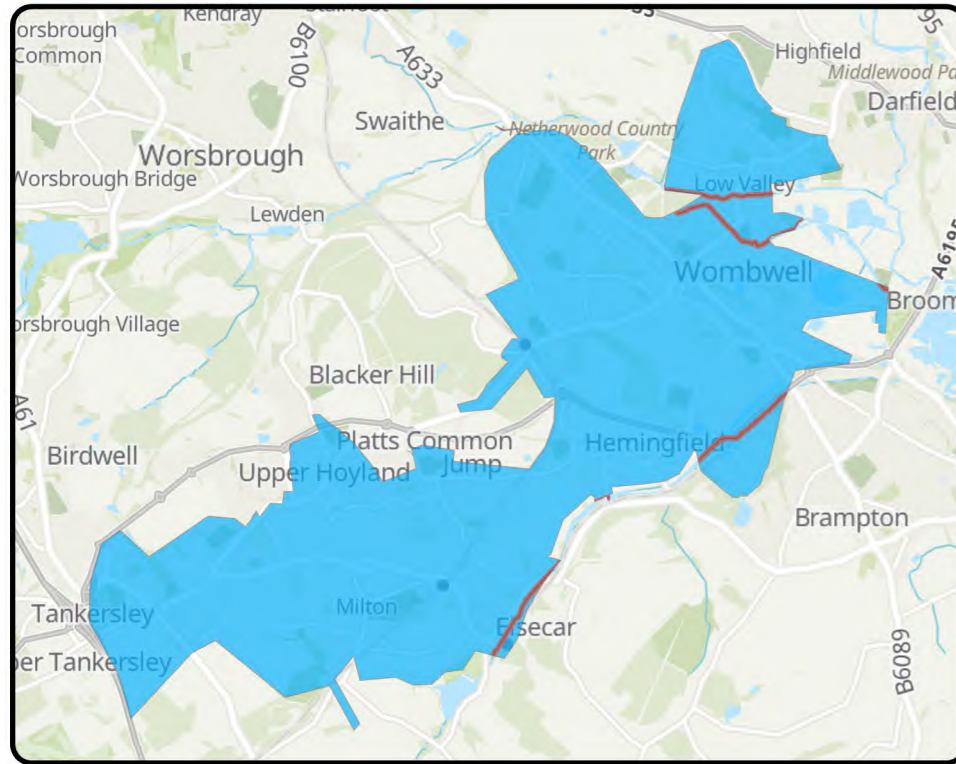 Kendray
Stairfoot
orsbrough
Common
B6100
A633
Highfield
Middlewood Pa
Darfield
Swaithe
Netherwood Country
Park
Worsbrough
Worsbrough Bridge
Low Valley
Lewden
A6195
Wombwell
Broom
orsbrough Village
Blacker Hill
A61
Platts Common
Hemingfield
Birdwell
Upper Hoyland
Jump
Brampton
Milton
Tankersley
Elsecar
per Tankersley
B6089